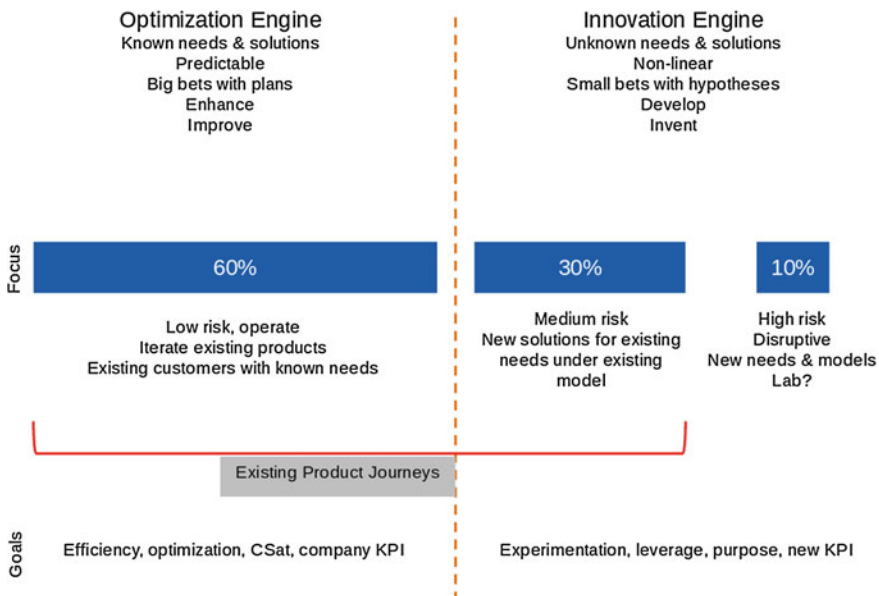 Optimization Engine
Known needs & solutions
Predictable
Big bets with plans
Enhance
Improve
Innovation Engine
Unknown needs & solutions
Non-linear
Small bets with hypotheses
Develop
Invent
Focus
60%
30%
10%
Low risk, operate
Iterate existing products
Existing customers with known needs
Medium risk
New solutions for existing
needs under existing
model
High risk
Disruptive
New needs & models
Lab?
Existing Product Journeys
Goals
Efficiency, optimization, CSat, company KPI
Experimentation, leverage, purpose, new KPI